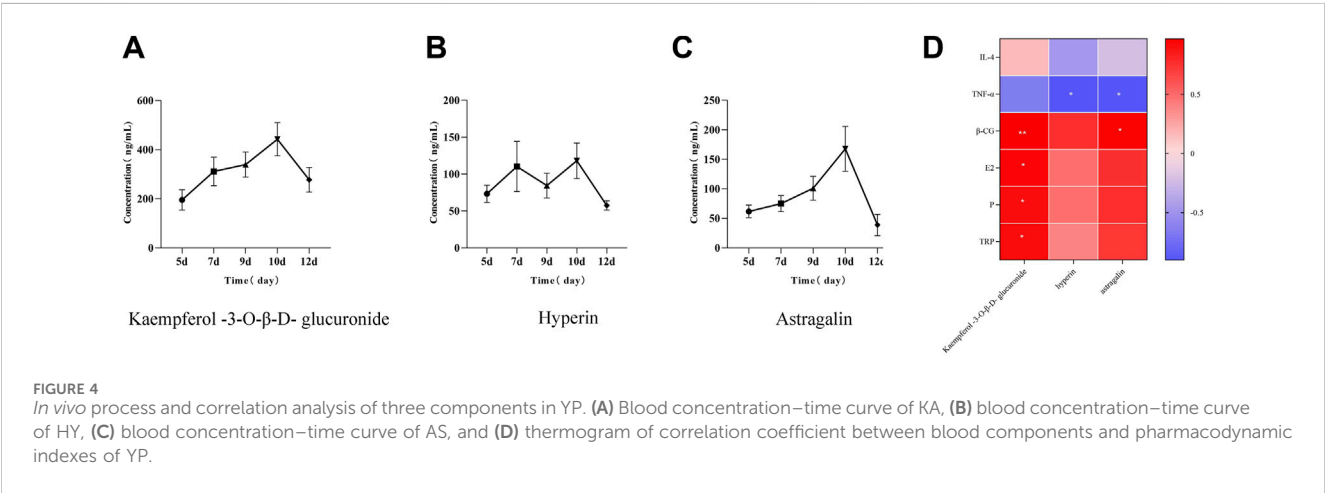 A
B
C
D
600
400
200
0
Concentration ( ng/mL)
5d 7d 9d 10d 12d
Time( day)
Kaempferol -3-O-β-D- glucuronide
200
150
100
50
0
Concentration ( ng/mL)
5d 7d 9d 10d 12d
Time( day)
Hyperin
250
200
150
100
50
0
Concentration ( ng/mL)
5d 7d 9d 10d 12d
Time( day)
Astragalin
IL-4
TNF-α * *
β-CG ** *
E2 *
P *
TRP *
Kaempferol -3-O-β-D- glucuronide
hyperin
astragalin
0.5
0
-0.5
FIGURE 4
In vivo process and correlation analysis of three components in YP. (A) Blood concentration–time curve of KA, (B) blood concentration–time curve
of HY, (C) blood concentration–time curve of AS, and (D) thermogram of correlation coefficient between blood components and pharmacodynamic
indexes of YP.